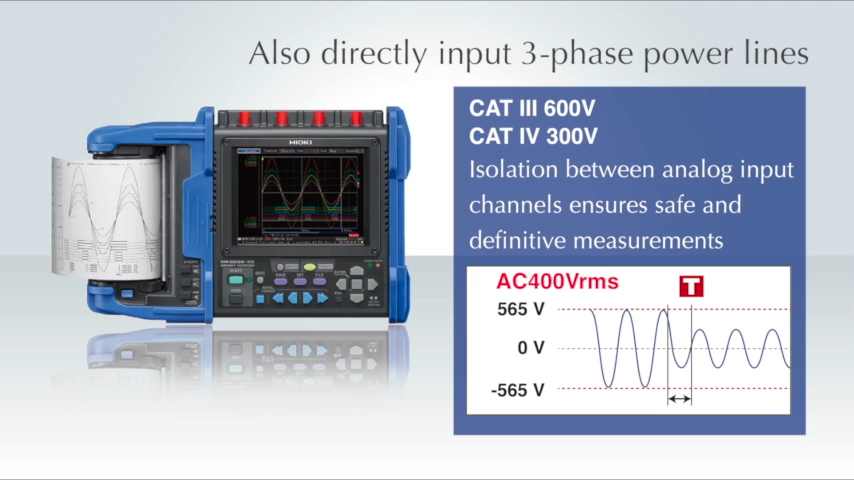 Also directly input 3-phase power lines
CAT III 600V
CAT IV 300V
Isolation between analog input
channels ensures safe and
definitive measurements
HIOKI
START
AC400Vrms
T
565 V
0 V
-565 V